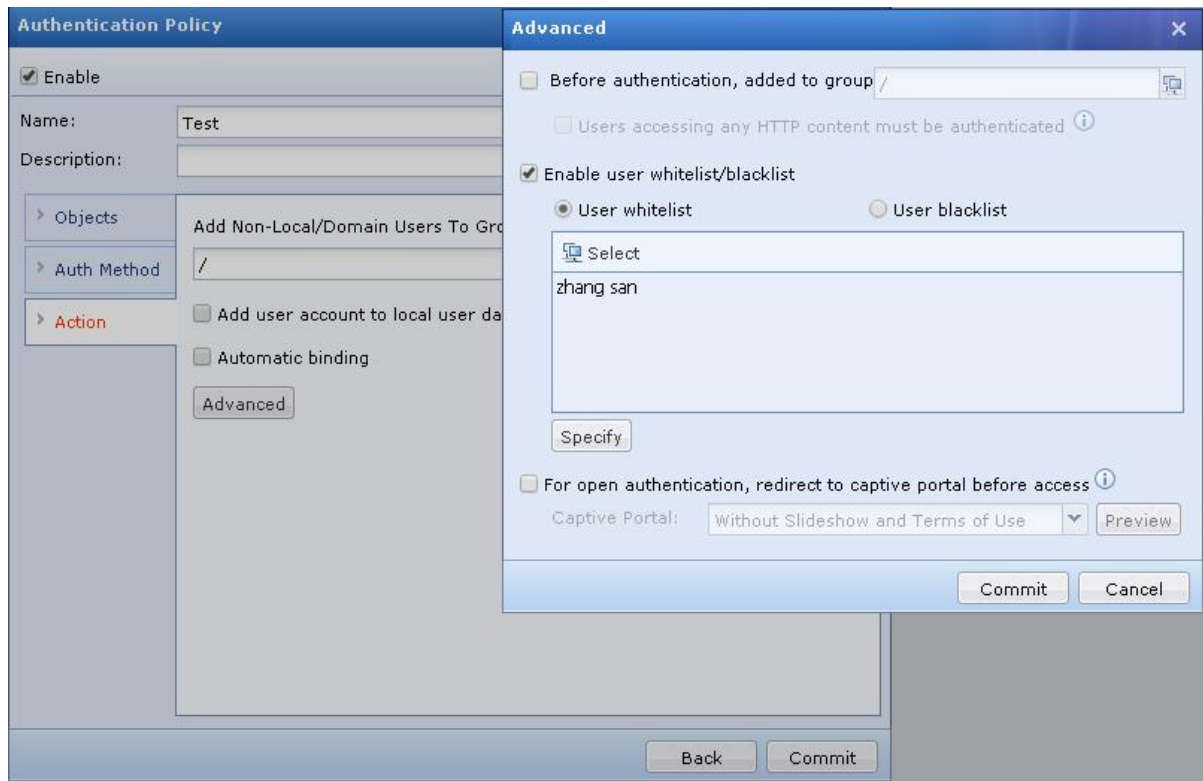 Authentication Policy
Enable
Name:
Test
Description:
Objects
Auth Method
Action
Add Non-Local/Domain Users To Gro
/
Add user account to local user da
Automatic binding
Advanced
Back
Commit
Advanced
Before authentication, added to group
/
Users accessing any HTTP content must be authenticated
Enable user whitelist/blacklist
User whitelist
User blacklist
Select
zhang san
Specify
For open authentication, redirect to captive portal before access
Captive Portal:
Without Slideshow and Terms of Use
Preview
Commit
Cancel